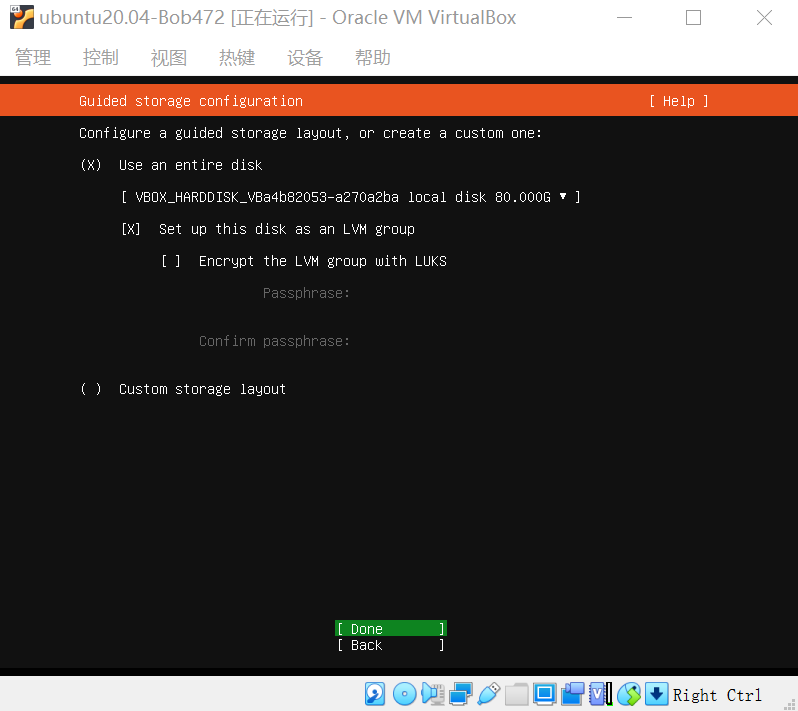 ubuntu20.04-Bob472 [正在运行] - Oracle VM VirtualBox
管理 控制 视图 热键 设备 帮助
Guided storage configuration [ Help ]
Configure a guided storage layout, or create a custom one:
(X) Use an entire disk
[ VBOX_HARDDISK_VBa4b82053-a270a2ba local disk 80.000G ▾ ]
[X] Set up this disk as an LVM group
[ ] Encrypt the LVM group with LUKS
Passphrase:
Confirm passphrase:
( ) Custom storage layout
[ Done ]
[ Back ]
Right Ctrl